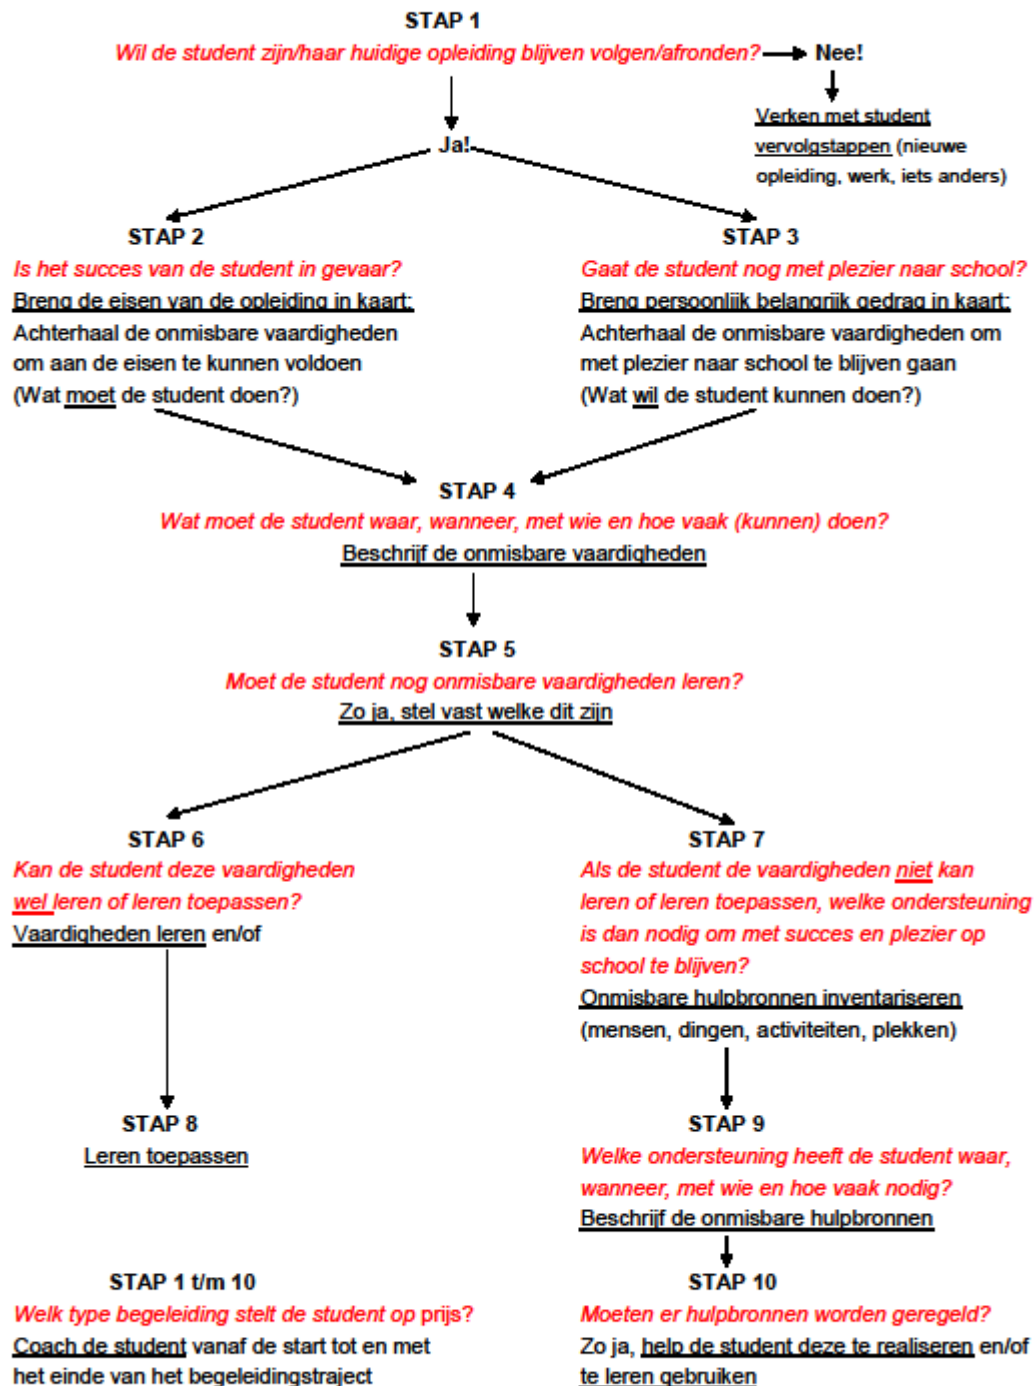 STAP 1
Wil de student zijn/haar huidige opleiding blijven volgen/afronden?
Nee!
Verken met student
vervolgstappen (nieuwe
opleiding, werk, iets anders)
Ja!
STAP 2
Is het succes van de student in gevaar?
Breng de eisen van de opleiding in kaart:
Achterhaal de onmisbare vaardigheden
om aan de eisen te kunnen voldoen
(Wat moet de student doen?)
STAP 3
Gaat de student nog met plezier naar school?
Breng persoonlijk belangrijk gedrag in kaart:
Achterhaal de onmisbare vaardigheden om
met plezier naar school te blijven gaan
(Wat wil de student kunnen doen?)
STAP 4
Wat moet de student waar, wanneer, met wie en hoe vaak (kunnen) doen?
Beschrijf de onmisbare vaardigheden
STAP 5
Moet de student nog onmisbare vaardigheden leren?
Zo ja, stel vast welke dit zijn
STAP 6
Kan de student deze vaardigheden
wel leren of leren toepassen?
Vaardigheden leren en/of
STAP 7
Als de student de vaardigheden niet kan
leren of leren toepassen, welke ondersteuning
is dan nodig om met succes en plezier op
school te blijven?
Onmisbare hulpbronnen inventariseren
(mensen, dingen, activiteiten, plekken)
STAP 8
Leren toepassen
STAP 9
Welke ondersteuning heeft de student waar,
wanneer, met wie en hoe vaak nodig?
Beschrijf de onmisbare hulpbronnen
STAP 1 t/m 10
Welk type begeleiding stelt de student op prijs?
Coach de student vanaf de start tot en met
het einde van het begeleidingstraject
STAP 10
Moeten er hulpbronnen worden geregeld?
Zo ja, help de student deze te realiseren en/of
te leren gebruiken